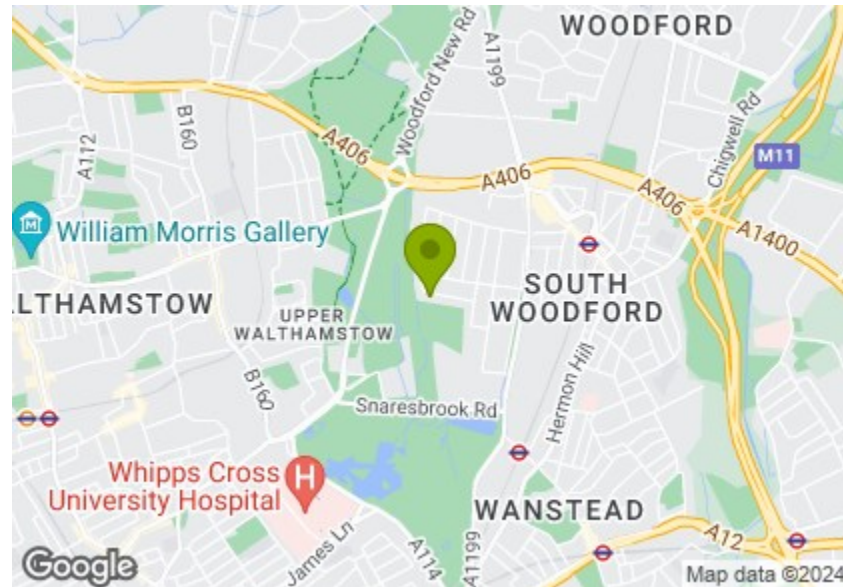 WOODFORD
Woodford New Rd
A1199
Chigwell Rd
A112
B160
A406
M11
A406
A406
William Morris Gallery
A1400
SOUTH
WOODFORD
LTHAMSTOW
UPPER
WALTHAMSTOW
Hermon Hill
B160
Snaresbrook Rd
Whipps Cross
University Hospital
H
WANSTEAD
James Ln
A114
A1199
A12
Google
Map data ©2024